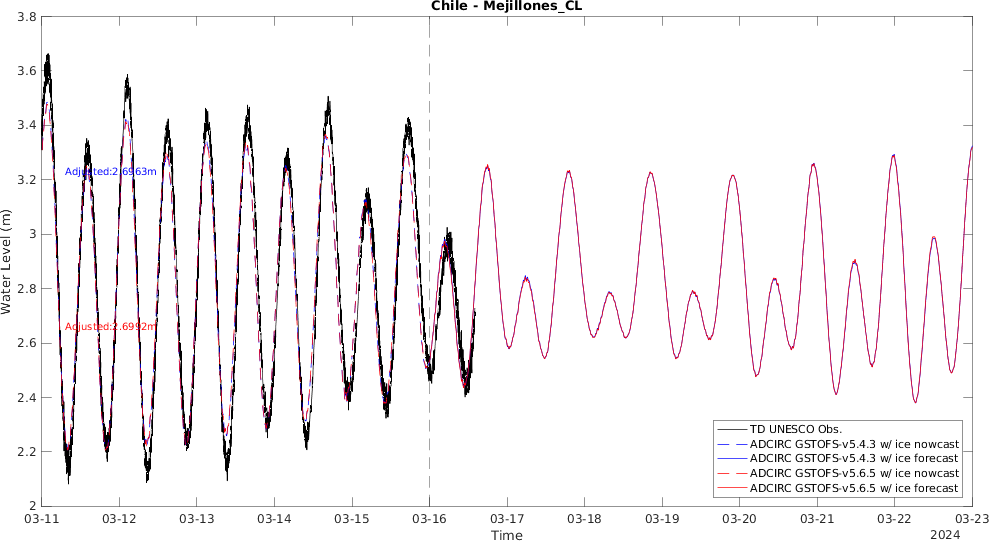 Chile - Mejillones_CL
3.8
3.6
3.4
3.2
3
2.8
2.6
2.4
2.2
2
Water Level (m)
Adjusted:2.6963m
Adjusted:2.6992m
TD UNESCO Obs.
ADCIRC GSTOFS-v5.4.3 w/ ice nowcast
ADCIRC GSTOFS-v5.4.3 w/ ice forecast
ADCIRC GSTOFS-v5.6.5 w/ ice nowcast
ADCIRC GSTOFS-v5.6.5 w/ ice forecast
03-11 03-12 03-13 03-14 03-15 03-16 03-17 03-18 03-19 03-20 03-21 03-22 03-23
Time
2024